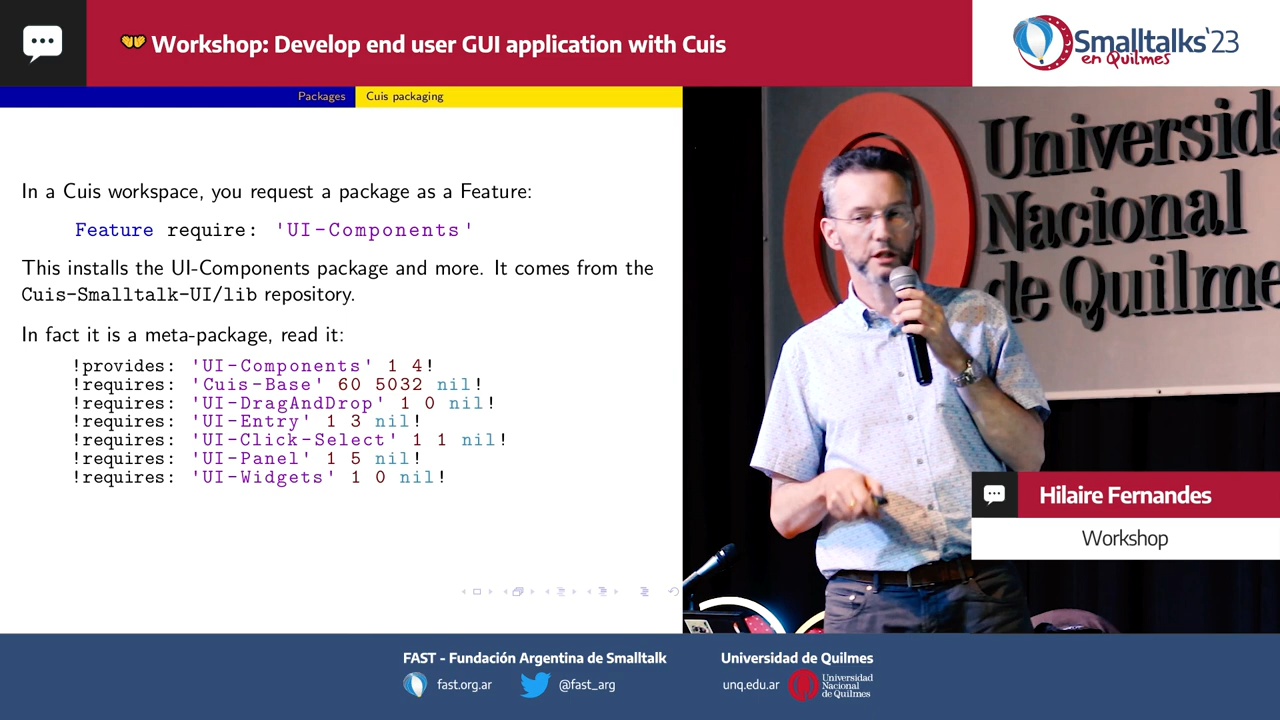 Workshop: Develop end user GUI application with Cuis
Smalltalks'23
en Quilmes
Packages
Cuis packaging
In a Cuis workspace, you request a package as a Feature:
Feature require: 'UI-Components'
This installs the UI-Components package and more. It comes from the
Cuis-Smalltalk-UI/lib repository.
In fact it is a meta-package, read it:
!provides: 'UI-Components' 1 4!
!requires: 'Cuis-Base' 60 5032 nil!
!requires: 'UI-DragAndDrop' 1 0 nil!
!requires: 'UI-Entry' 1 3 nil!
!requires: 'UI-Click-Select' 1 1 nil!
!requires: 'UI-Panel' 1 5 nil!
!requires: 'UI-Widgets' 1 0 nil!
Universida
Nacional
de Quilme
Hilaire Fernandes
Workshop
FAST - Fundación Argentina de Smalltalk
fast.org.ar
@fast_arg
Universidad de Quilmes
unq.edu.ar
Universidad
Nacional
de Quilmes